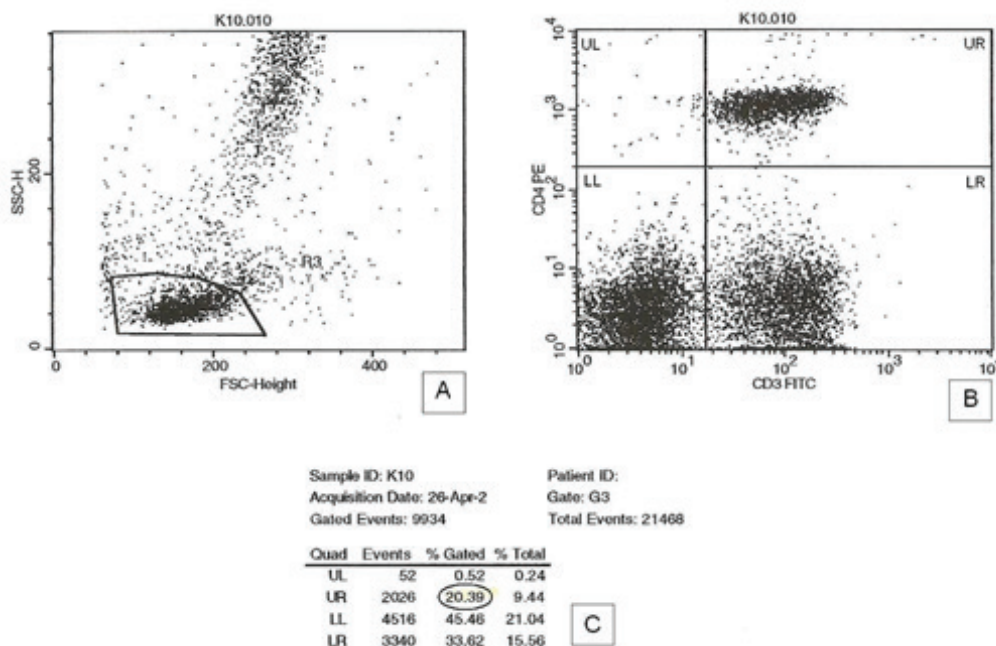 K10.010
SSC-H
200
0
0
200
400
FSC-Height
R3
A
K10.010
UL
UR
LL
LR
CD4 PE
10^4
10^3
2
10^2
10^1
10^0
10^0
10^1
10^2
10^3
10
CD3 FITC
B
Sample ID: K10
Patient ID:
Acquisition Date: 26-Apr-2
Gate: G3
Gated Events: 9934
Total Events: 21468
Quad Events % Gated % Total
UL 52 0.52 0.24
UR 2026 20.39 9.44
LL 4516 45.46 21.04
LR 3340 33.62 15.56
C